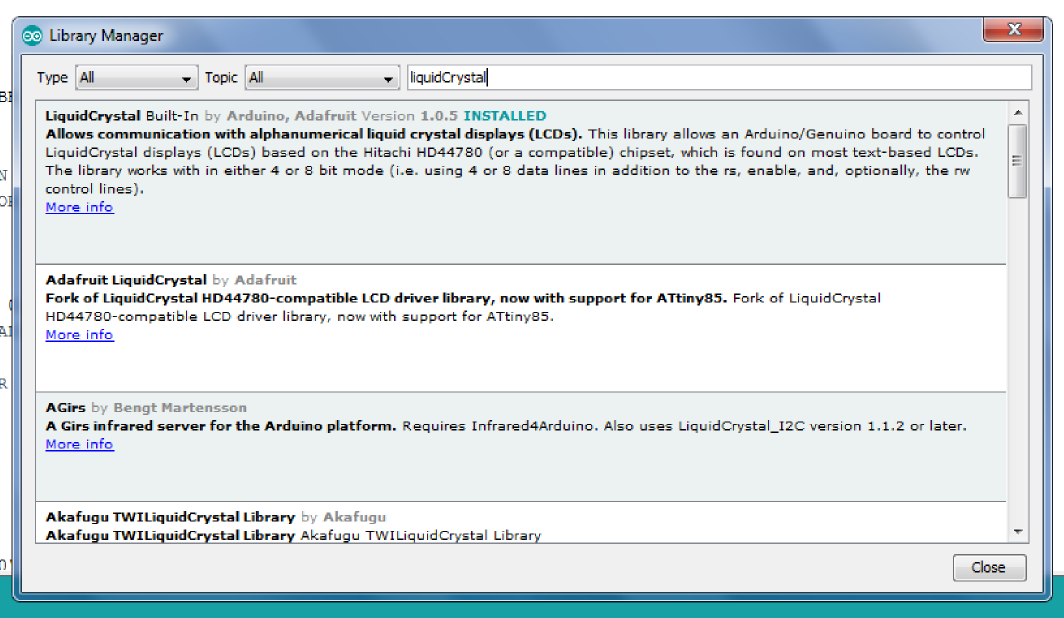 Library Manager
X
Type All Topic All liquidCrystal
LiquidCrystal Built-In by Arduino, Adafruit Version 1.0.5 INSTALLED
Allows communication with alphanumerical liquid crystal displays (LCDs). This library allows an Arduino/Genuino board to control
LiquidCrystal displays (LCDs) based on the Hitachi HD44780 (or a compatible) chipset, which is found on most text-based LCDs.
The library works with in either 4 or 8 bit mode (i.e. using 4 or 8 data lines in addition to the rs, enable, and, optionally, the rw
control lines).
More info
Adafruit LiquidCrystal by Adafruit
Fork of LiquidCrystal HD44780-compatible LCD driver library, now with support for ATtiny85. Fork of LiquidCrystal
HD44780-compatible LCD driver library, now with support for ATtiny85.
More info
AGirs by Bengt Martensson
A Girs infrared server for the Arduino platform. Requires Infrared4Arduino. Also uses LiquidCrystal_I2C version 1.1.2 or later.
More info
Akafugu TWILiquidCrystal Library by Akafugu
Akafugu TWILiquidCrystal Library Akafugu TWILiquidCrystal Library
Close